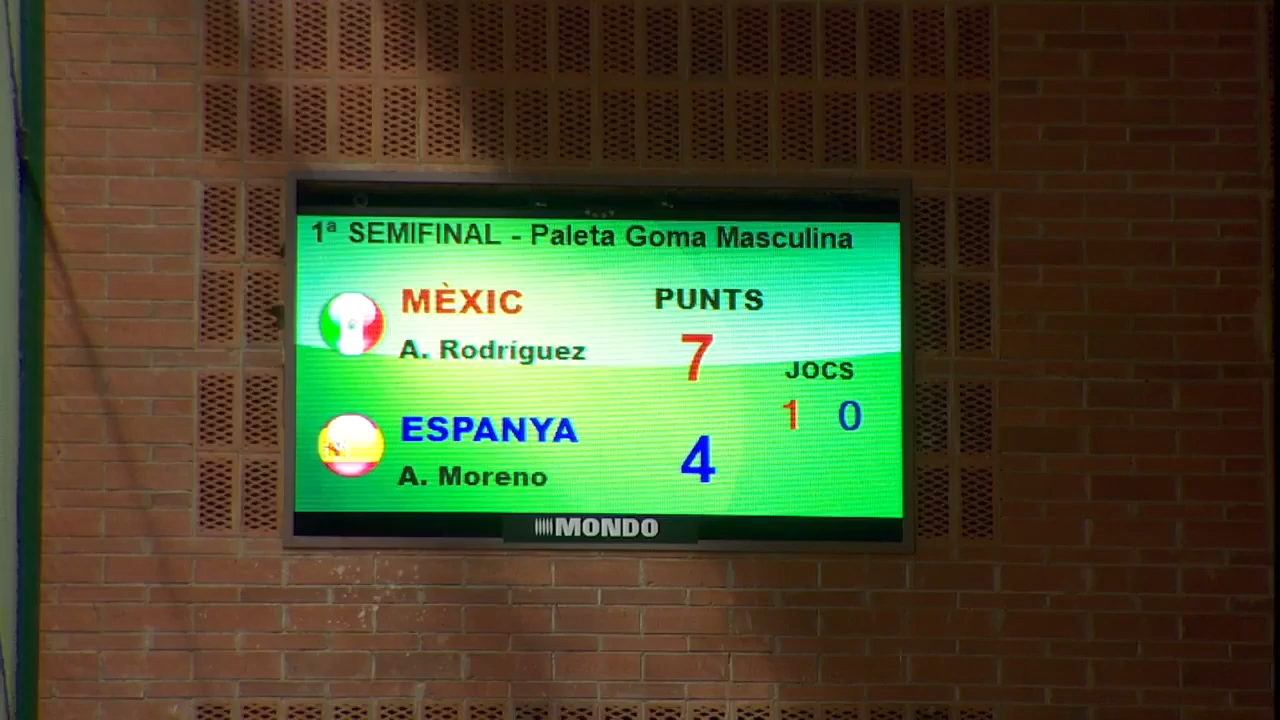 1ª SEMIFINAL - Paleta Goma Masculina
MÈXIC
PUNTS
A. Rodríguez
7
JOCS
1 0
ESPANYA
4
A. Moreno
MONDO